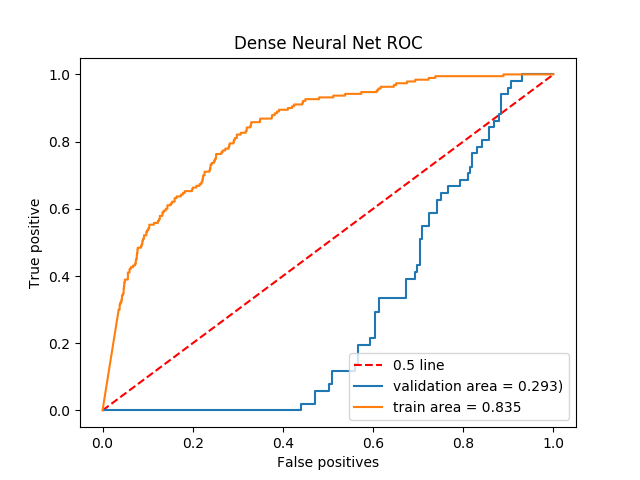 Dense Neural Net ROC
1.0
0.8
0.6
0.4
0.2
0.0
True positive
0.5 line
validation area = 0.293)
train area = 0.835
0.0 0.2 0.4 0.6 0.8 1.0
False positives